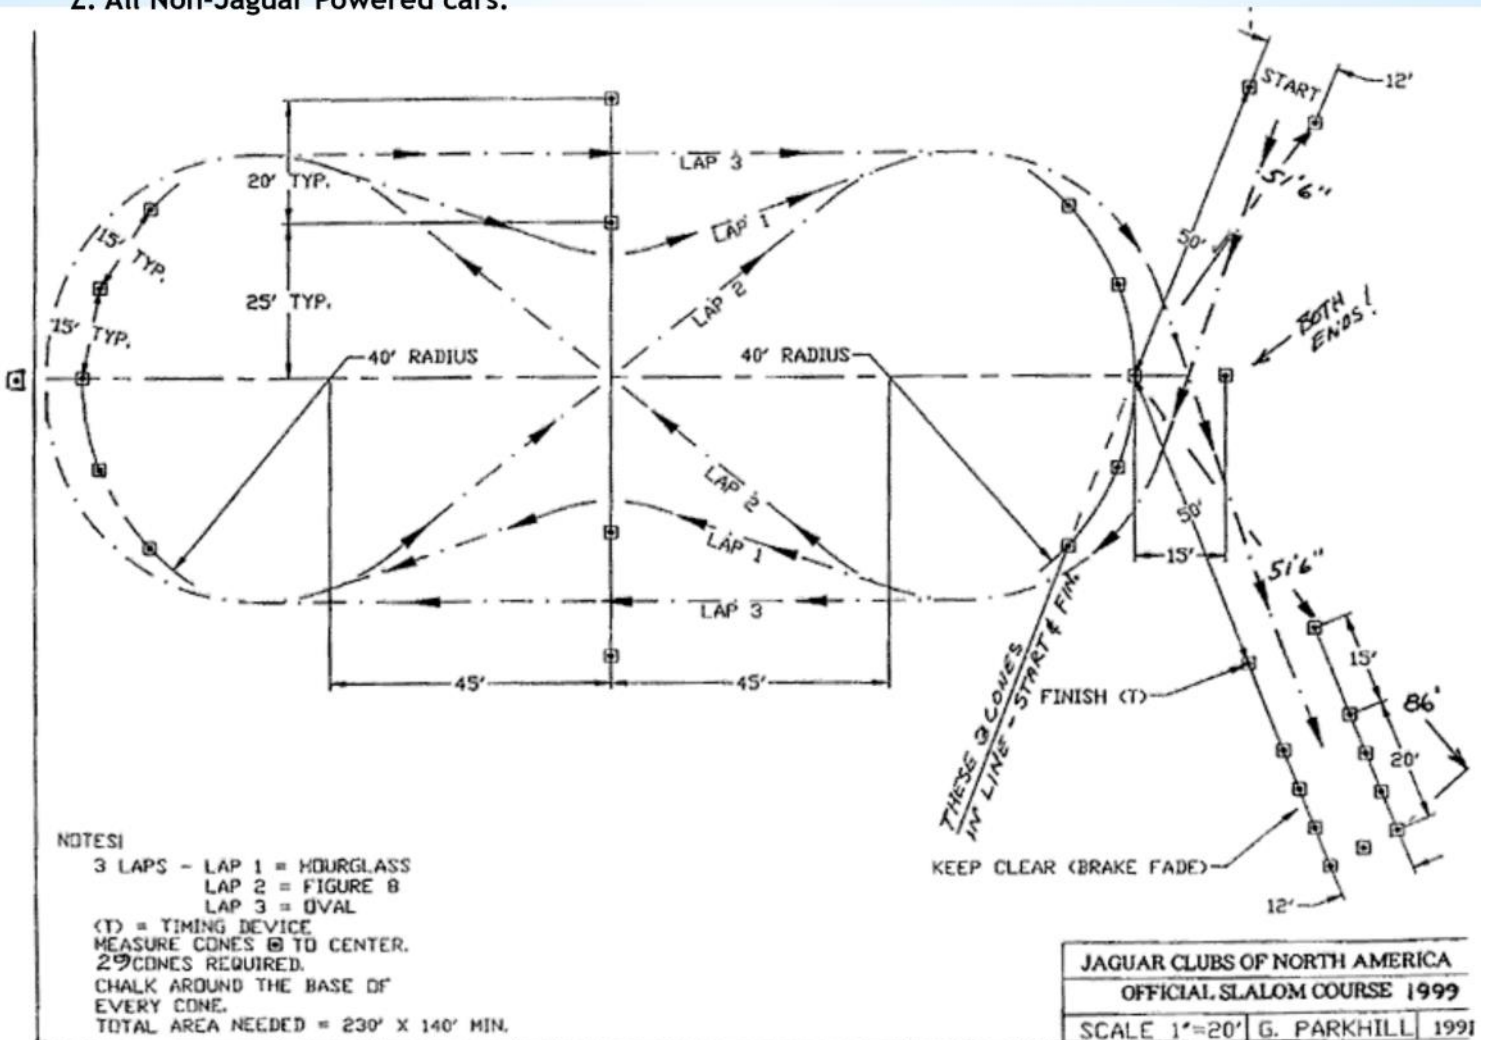 2. All Non-Jaguar Powered cars.
START
12'
51'6"
50'
LAP 3
20' TYP.
LAP 1
15' TYP.
25' TYP.
LAP 2
15' TYP.
BOTH ENDS!
40' RADIUS
40' RADIUS
LAP 2
50'
LAP 1
15'
51'6"
LAP 3
THESE 3 CONES
IN LINE - START & FIN.
15'
45'
45'
FINISH (T)
86'
20'
KEEP CLEAR (BRAKE FADE)
12'
NOTES!
3 LAPS - LAP 1 = HOURGLASS
LAP 2 = FIGURE 8
LAP 3 = OVAL
(T) = TIMING DEVICE
MEASURE CONES TO CENTER.
29 CONES REQUIRED.
CHALK AROUND THE BASE OF
EVERY CONE.
TOTAL AREA NEEDED = 230' X 140' MIN.
JAGUAR CLUBS OF NORTH AMERICA
OFFICIAL SLALOM COURSE 1999
SCALE 1"=20' G. PARKHILL 1991